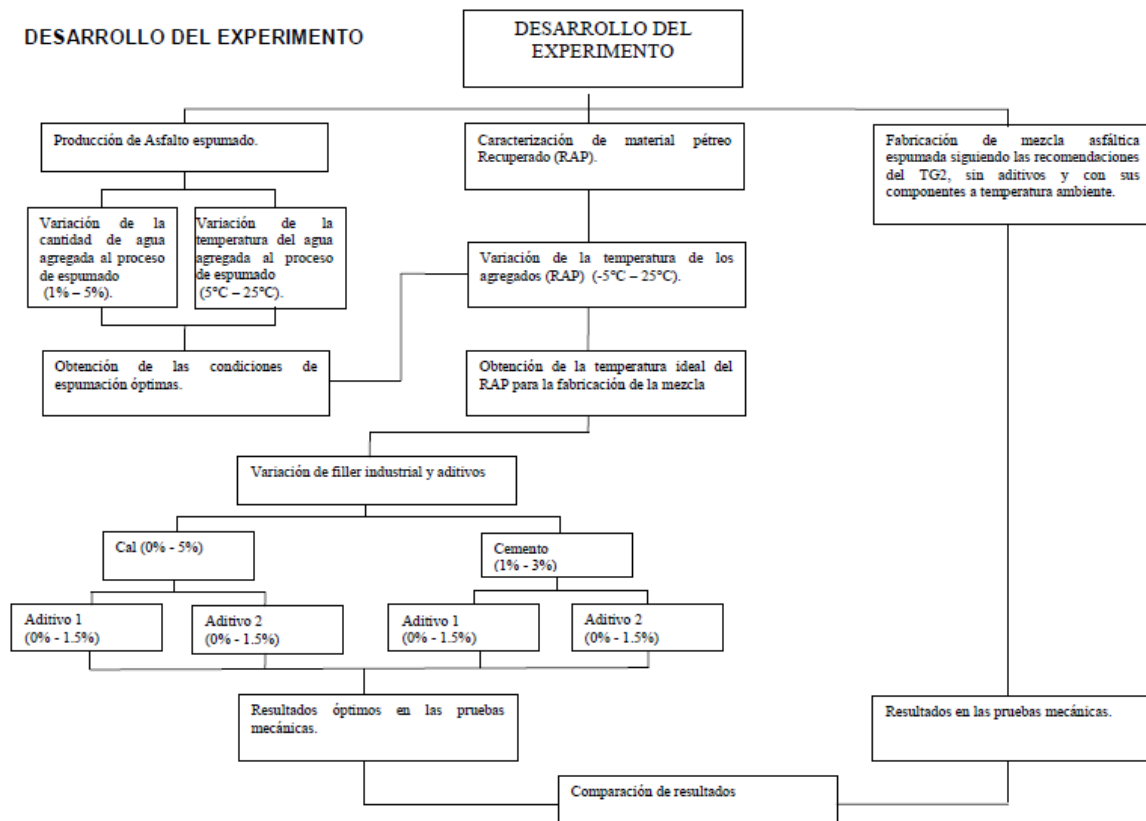 DESARROLLO DEL EXPERIMENTO
DESARROLLO DEL
EXPERIMENTO
Producción de Asfalto espumado.
Caracterización de material pétreo
Recuperado (RAP).
Fabricación de mezcla asfáltica
espumada siguiendo las recomendaciones
del TG2, sin aditivos y con sus
componentes a temperatura ambiente.
Variación de la
cantidad de agua
agregada al proceso
de espumado
(1% – 5%).
Variación de la
temperatura del agua
agregada al proceso
de espumado
(5°C – 25°C).
Variación de la temperatura de los
agregados (RAP) (-5°C – 25°C).
Obtención de las condiciones de
espumación óptimas.
Obtención de la temperatura ideal del
RAP para la fabricación de la mezcla
Variación de filler industrial y aditivos
Cal (0% - 5%)
Cemento
(1% - 3%)
Aditivo 1
(0% - 1.5%)
Aditivo 2
(0% - 1.5%)
Aditivo 1
(0% - 1.5%)
Aditivo 2
(0% - 1.5%)
Resultados óptimos en las pruebas
mecánicas.
Resultados en las pruebas mecánicas.
Comparación de resultados